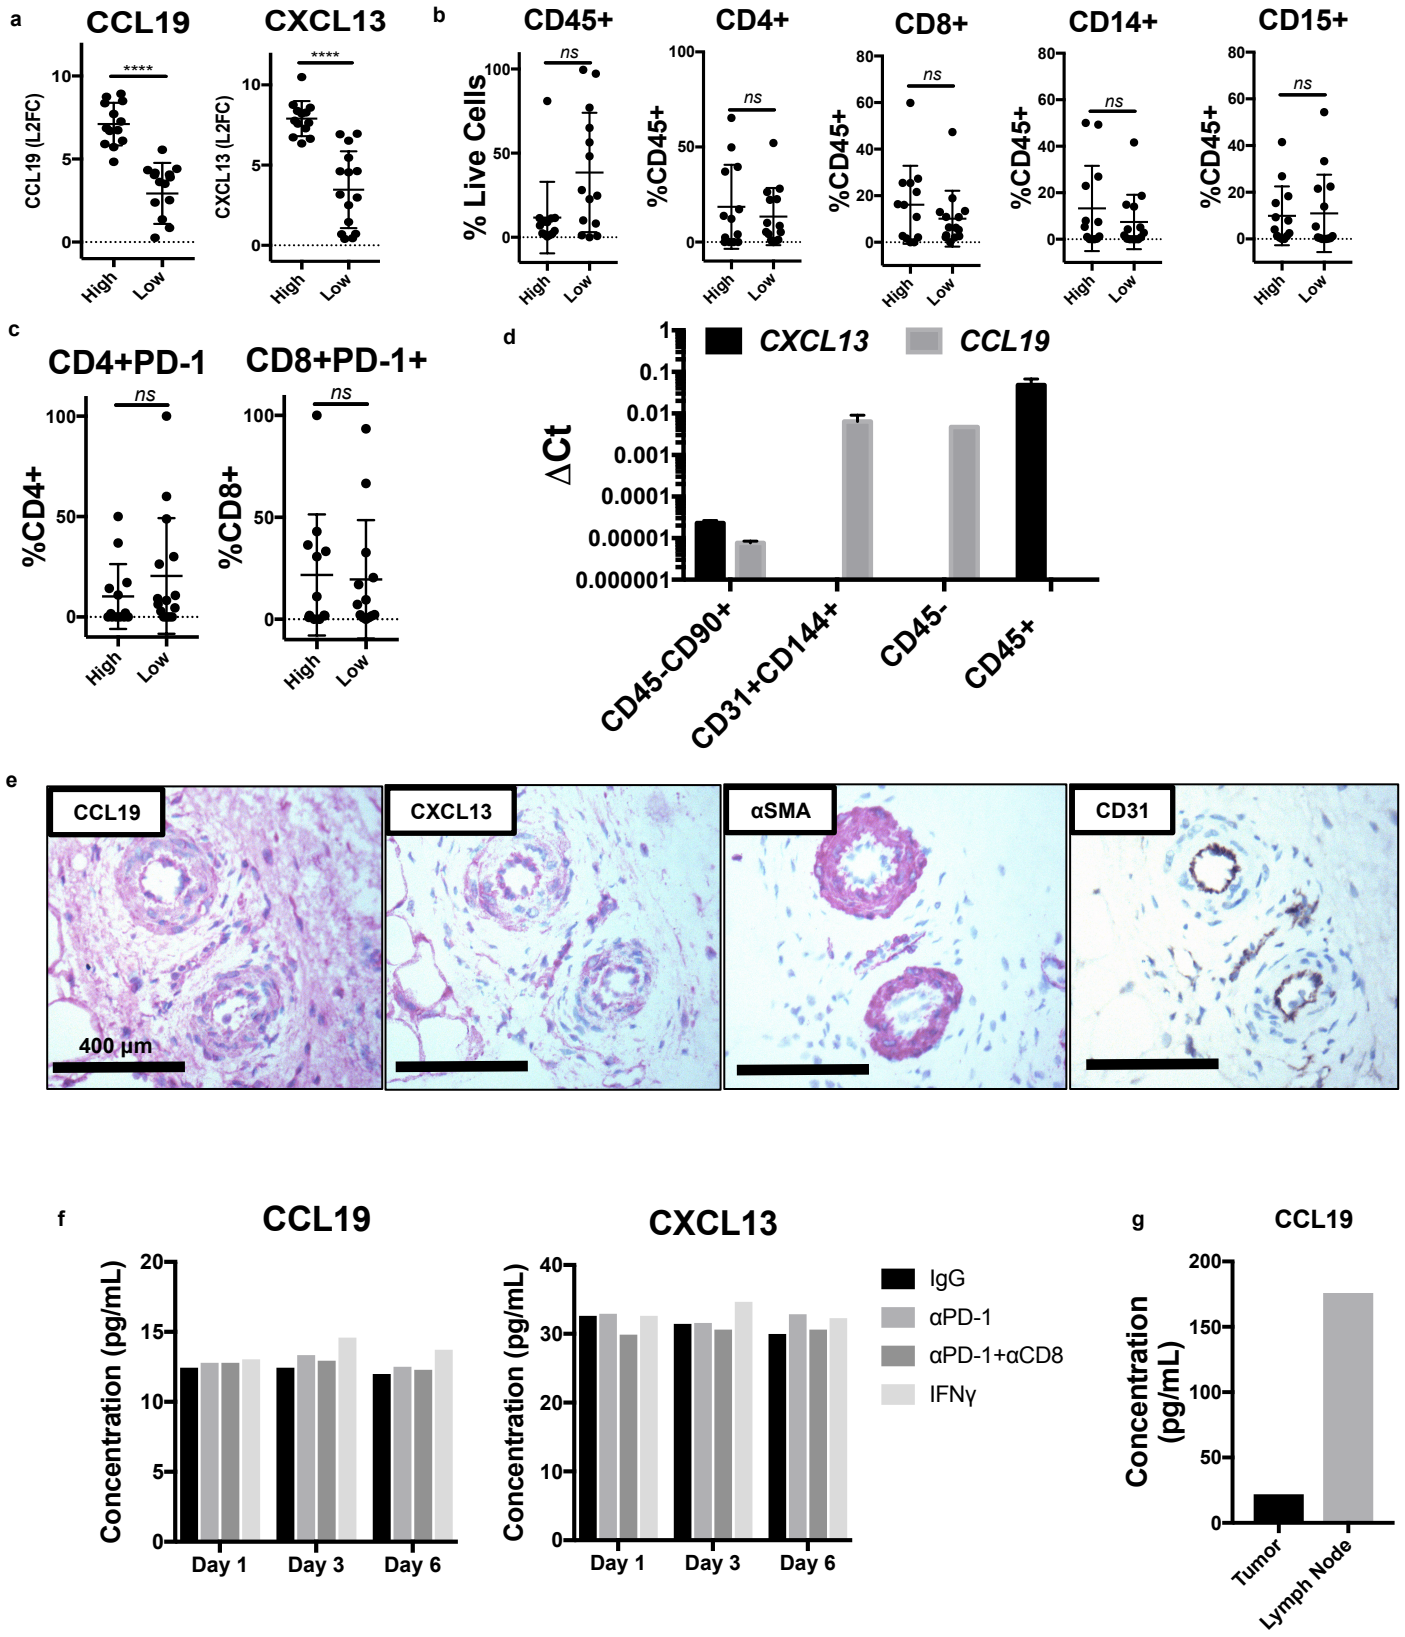 a
CCL19
CCL19 (L2FC)
10
5
0
****
High
Low
CXCL13
CXCL13 (L2FC)
10
5
0
****
High
Low
b
CD45+
% Live Cells
100
50
0
ns
High
Low
CD4+
%CD45+
100
50
0
ns
High
Low
CD8+
%CD45+
80
60
40
20
0
ns
High
Low
CD14+
%CD45+
80
60
40
20
0
ns
High
Low
CD15+
%CD45+
80
60
40
20
0
ns
High
Low
c
CD4+PD-1
%CD4+
100
50
0
ns
High
Low
CD8+PD-1+
%CD8+
100
50
0
ns
High
Low
d
CXCL13
CCL19
ΔCt
1
0.1
0.01
0.001
0.0001
0.00001
0.000001
CD45-CD90+
CD31+CD144+
CD45-
CD45+
e
CCL19
400 μm
CXCL13
αSMA
CD31
f
CCL19
Concentration (pg/mL)
20
15
10
5
0
Day 1
Day 3
Day 6
CXCL13
Concentration (pg/mL)
40
30
20
10
0
Day 1
Day 3
Day 6
IgG
αPD-1
αPD-1+αCD8
IFNγ
g
CCL19
Concentration
(pg/mL)
200
150
100
50
0
Tumor
Lymph Node